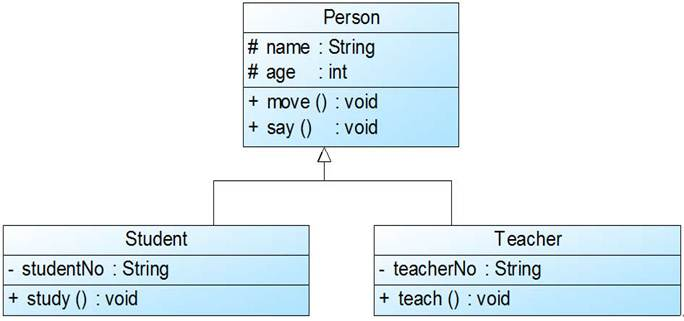 Person
# name : String
# age : int
+ move () : void
+ say () : void
Student
- studentNo : String
+ study () : void
Teacher
- teacherNo : String
+ teach () : void